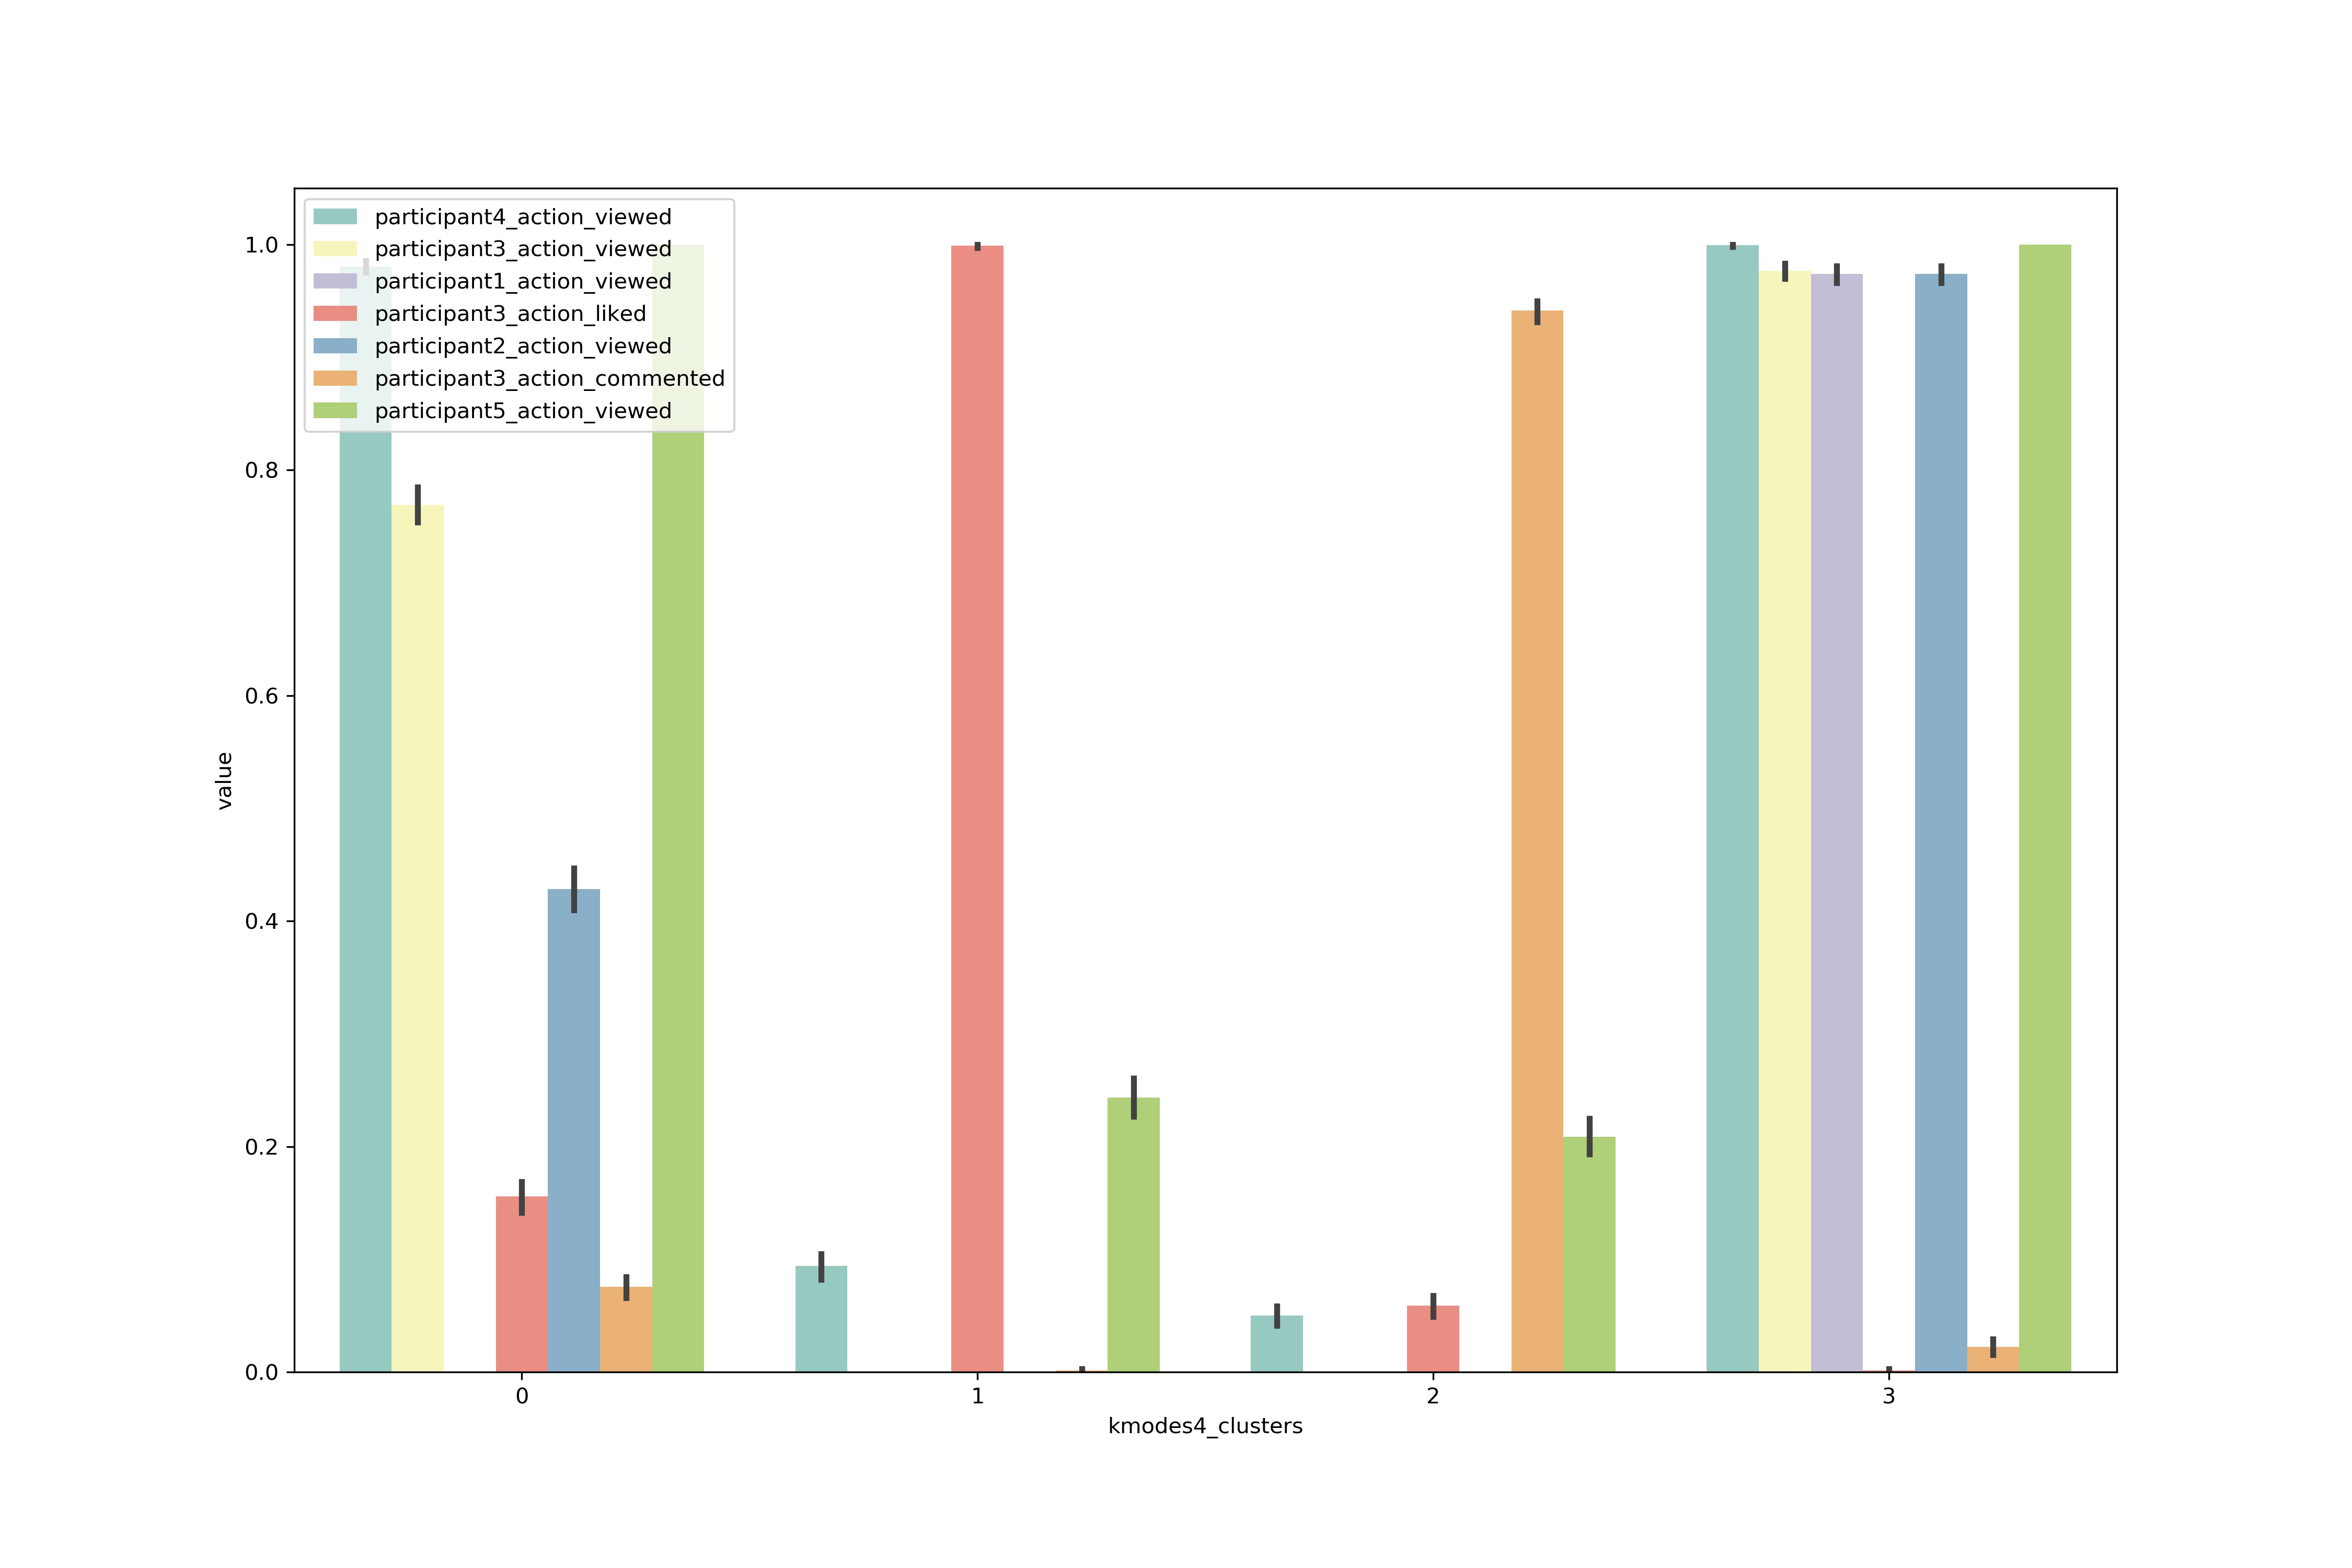 participant4_action_viewed
participant3_action_viewed
participant1_action_viewed
participant3_action_liked
participant2_action_viewed
participant3_action_commented
participant5_action_viewed
1.0
0.8
0.6
0.4
0.2
0.0
value
0 1 2 3
kmodes4_clusters